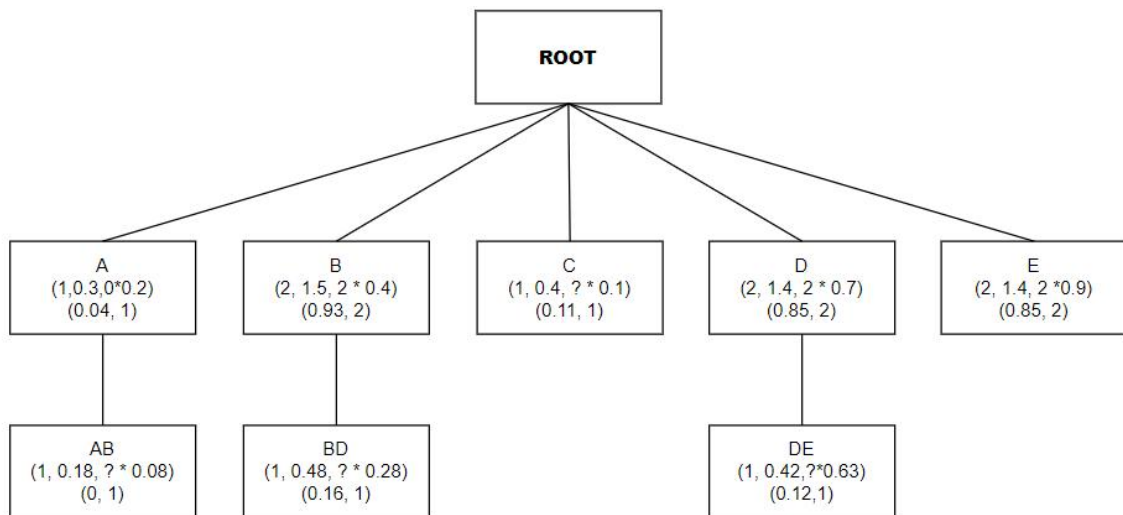 ROOT
A
(1,0.3,0*0.2)
(0.04, 1)
B
(2, 1.5, 2 * 0.4)
(0.93, 2)
C
(1, 0.4, ? * 0.1)
(0.11, 1)
D
(2, 1.4, 2 * 0.7)
(0.85, 2)
E
(2, 1.4, 2 *0.9)
(0.85, 2)
AB
(1, 0.18, ? * 0.08)
(0, 1)
BD
(1, 0.48, ? * 0.28)
(0.16, 1)
DE
(1, 0.42,?*0.63)
(0.12,1)